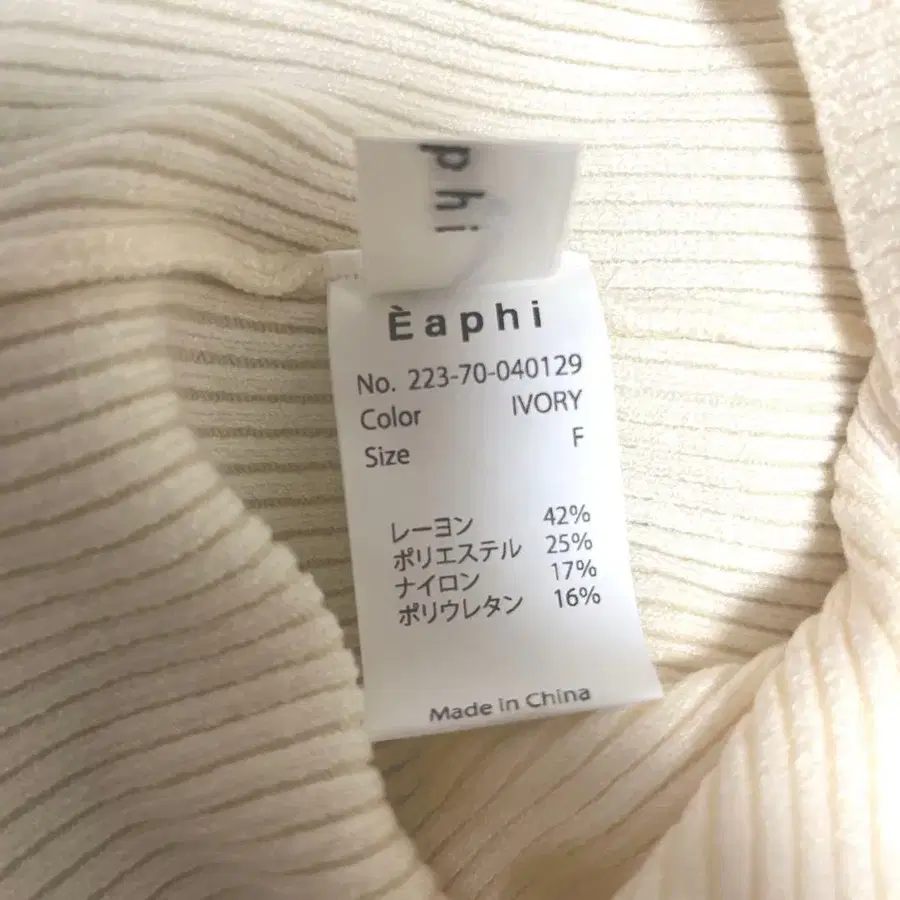 phi
Èaphi
No. 223-70-040129
Color IVORY
Size F
レーヨン 42%
ポリエステル 25%
ナイロン 17%
ポリウレタン 16%
Made in China